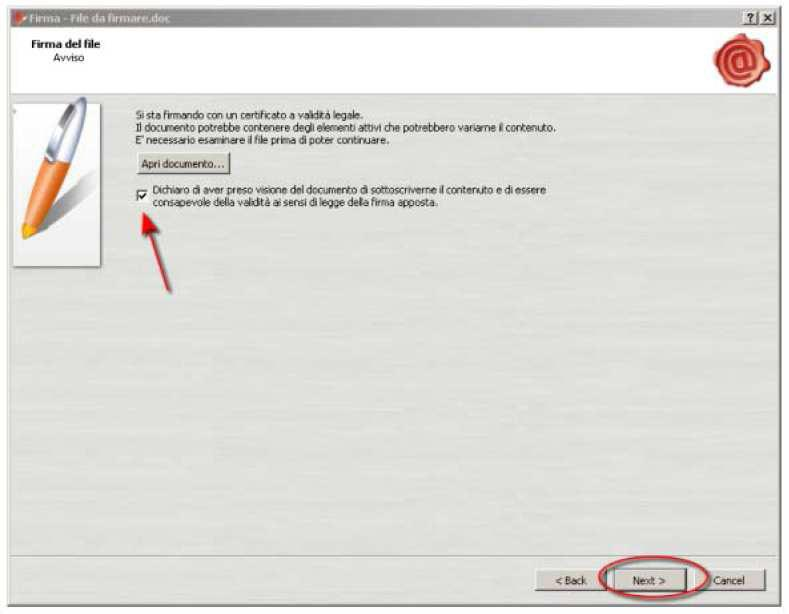 Firma - File da firmare.doc
Firma del file
Avviso
Si sta firmando con un certificato a validità legale.
Il documento potrebbe contenere degli elementi attivi che potrebbero variarne il contenuto.
E' necessario esaminare il file prima di poter continuare.
Apri documento...
Dichiaro di aver preso visione del documento di sottoscriverne il contenuto e di essere
consapevole della validità ai sensi di legge della firma apposta.
< Back Next > Cancel